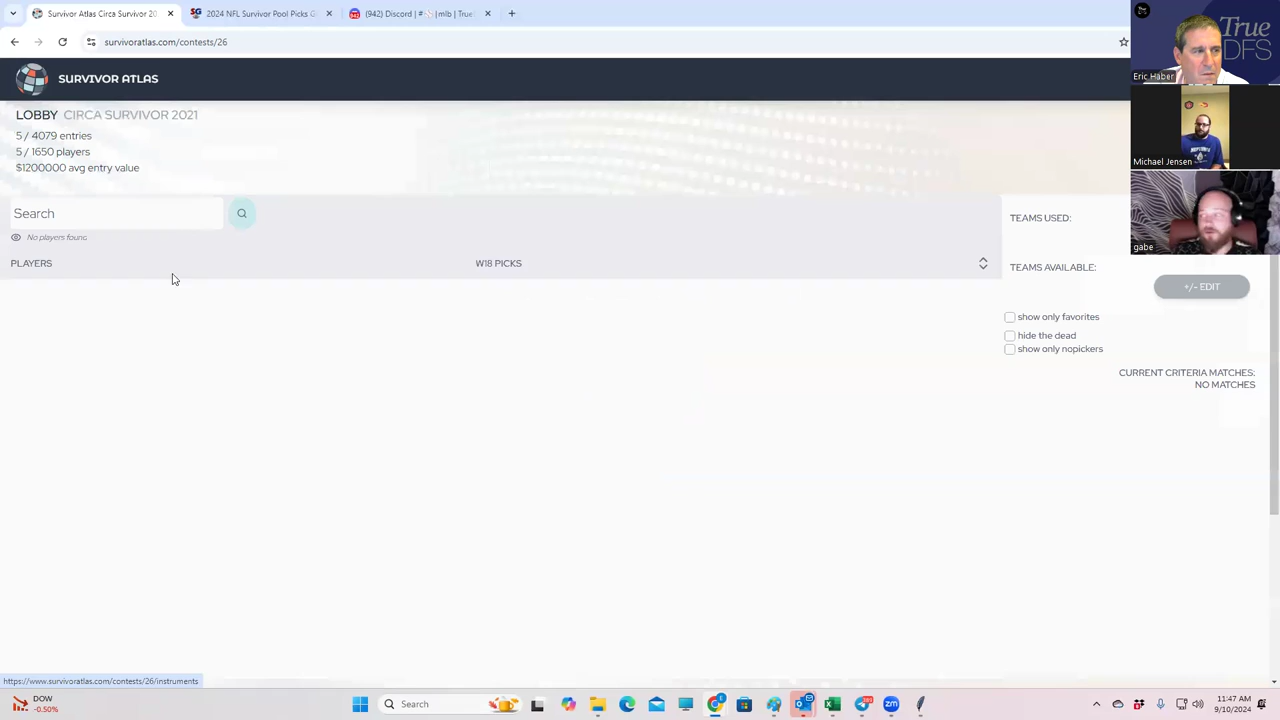 Survivor Atlas Circa Survivor 20
2024 NFL Survivor Pool Picks G
(942) Discord | #⚾ | mlb | True
survivoratlas.com/contests/26
SURVIVOR ATLAS
LOBBY CIRCA SURVIVOR 2021
5 / 4079 entries
5 / 1650 players
$1200000 avg entry value
Search
No players found.
PLAYERS
W18 PICKS
TEAMS USED:
TEAMS AVAILABLE:
+/- EDIT
show only favorites
hide the dead
show only nopickers
CURRENT CRITERIA MATCHES:
NO MATCHES
True
DFS
Eric Haber
Michael Jensen
gabe
https://www.survivoratlas.com/contests/26/instruments
DOW
-0.50%
Search
11:47 AM
9/10/2024